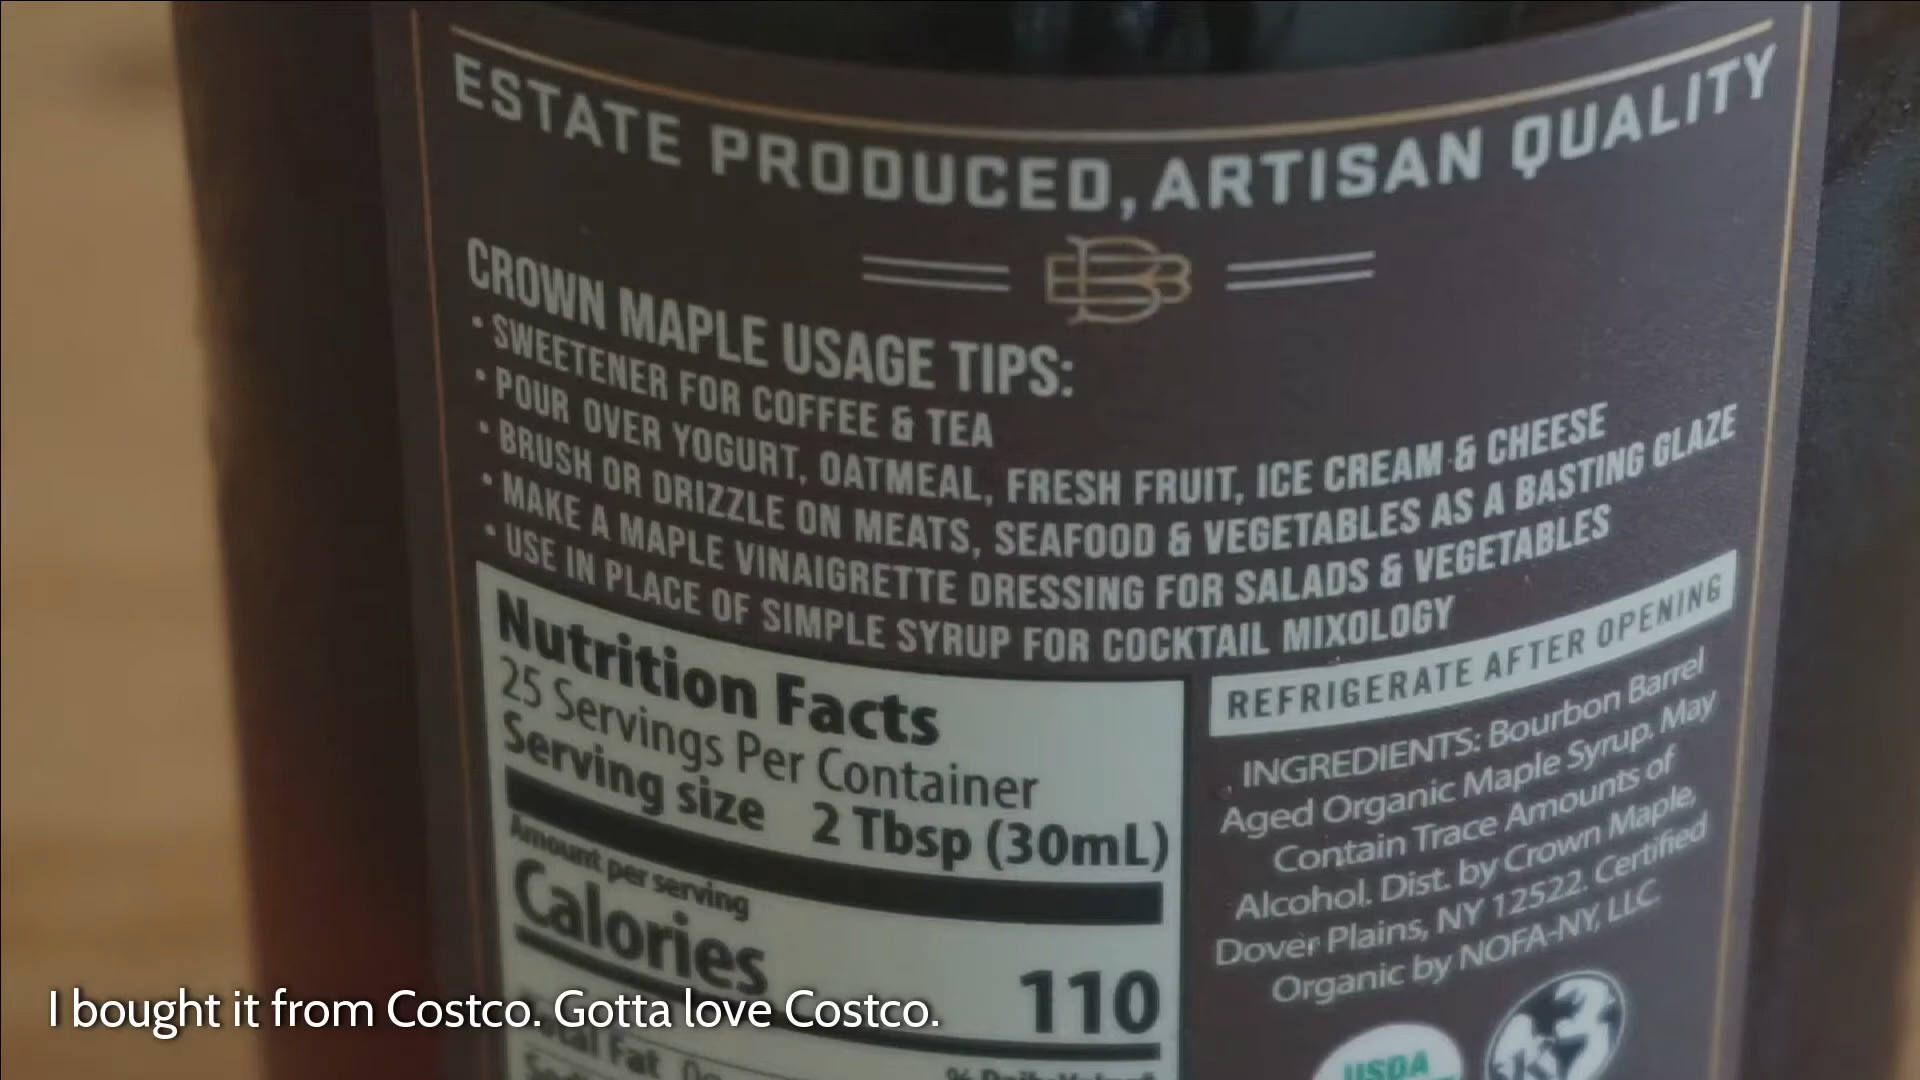 ESTATE PRODUCED, ARTISAN QUALITY
CROWN MAPLE USAGE TIPS:
• SWEETENER FOR COFFEE & TEA
• POUR OVER YOGURT, OATMEAL, FRESH FRUIT, ICE CREAM & CHEESE
• BRUSH OR DRIZZLE ON MEATS, SEAFOOD & VEGETABLES AS A BASTING GLAZE
• MAKE A MAPLE VINAIGRETTE DRESSING FOR SALADS & VEGETABLES
• USE IN PLACE OF SIMPLE SYRUP FOR COCKTAIL MIXOLOGY
Nutrition Facts
25 Servings Per Container
Serving size 2 Tbsp (30mL)
Amount per serving
Calories 110
Total Fat
REFRIGERATE AFTER OPENING
INGREDIENTS: Bourbon Barrel
Aged Organic Maple Syrup. May
Contain Trace Amounts of
Alcohol. Dist. by Crown Maple,
Dover Plains, NY 12522. Certified
Organic by NOFA-NY, LLC.
USDA
I bought it from Costco. Gotta love Costco.